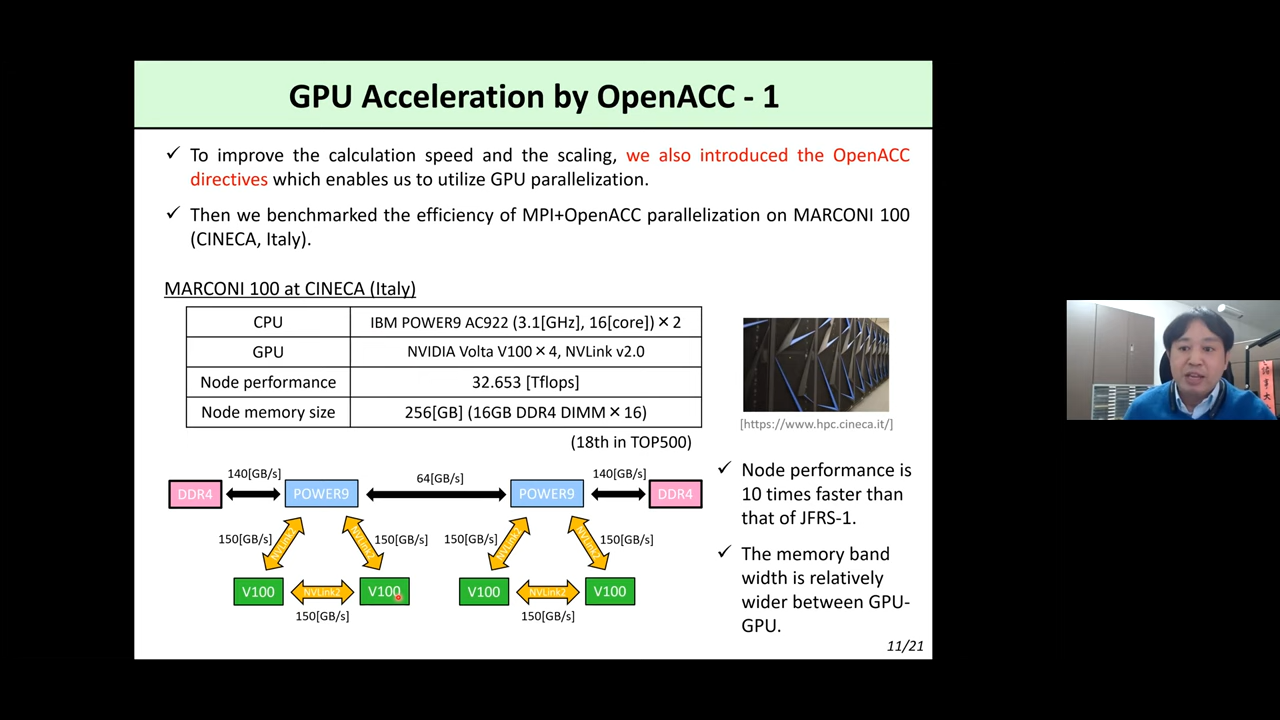 GPU Acceleration by OpenACC - 1
✓ To improve the calculation speed and the scaling, we also introduced the OpenACC
directives which enables us to utilize GPU parallelization.
✓ Then we benchmarked the efficiency of MPI+OpenACC parallelization on MARCONI 100
(CINECA, Italy).
MARCONI 100 at CINECA (Italy)
CPU IBM POWER9 AC922 (3.1[GHz], 16[core]) × 2
GPU NVIDIA Volta V100 × 4, NVLink v2.0
Node performance 32.653 [Tflops]
Node memory size 256[GB] (16GB DDR4 DIMM × 16)
(18th in TOP500)
[https://www.hpc.cineca.it/]
140[GB/s] 64[GB/s] 140[GB/s]
DDR4 POWER9 POWER9 DDR4
150[GB/s] NVLink2 NVLink2 150[GB/s] 150[GB/s] NVLink2 NVLink2 150[GB/s]
V100 NVLink2 V100 V100 NVLink2 V100
150[GB/s] 150[GB/s]
✓ Node performance is
10 times faster than
that of JFRS-1.
✓ The memory band
width is relatively
wider between GPU-
GPU.
11/21